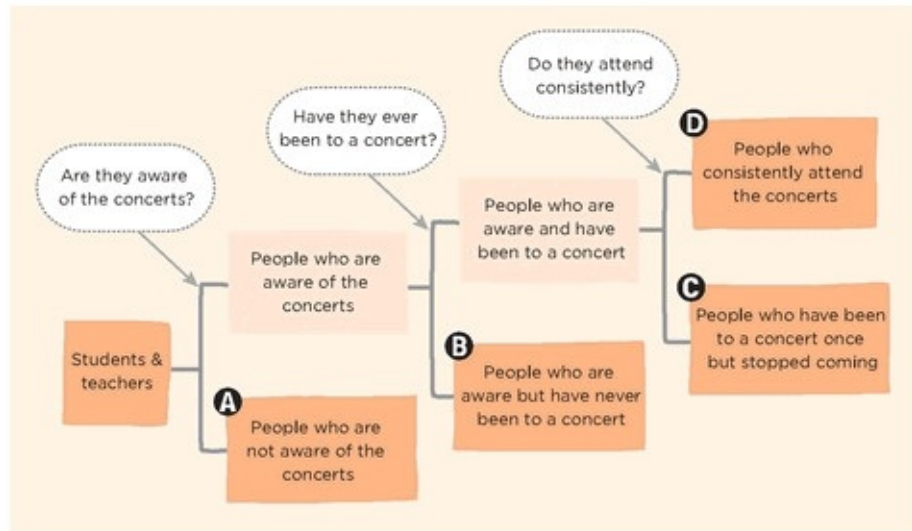 Are they aware
of the concerts?
Have they ever
been to a concert?
Do they attend
consistently?
Students &
teachers
People who are
aware of the
concerts
A
People who are
not aware of the
concerts
People who are
aware and have
been to a concert
B
People who are
aware but have never
been to a concert
D
People who
consistently attend
the concerts
C
People who have been
to a concert once
but stopped coming